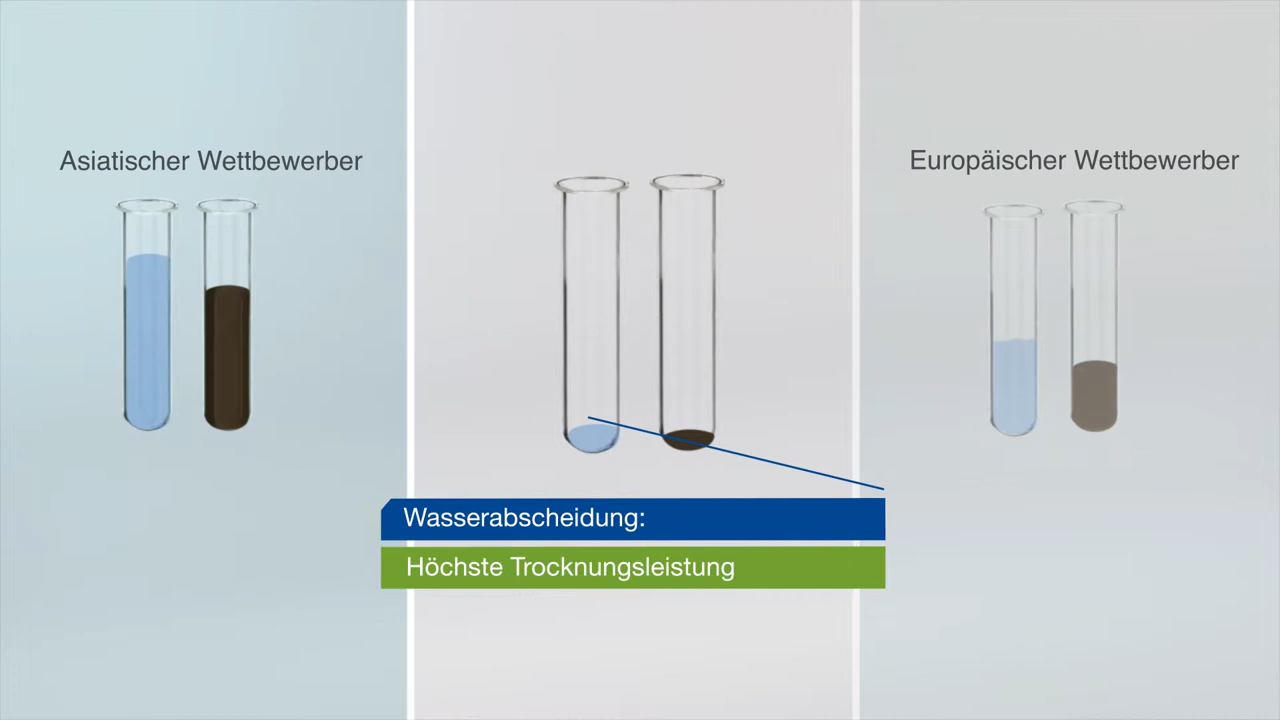 Asiatischer Wettbewerber
Europäischer Wettbewerber
Wasserabscheidung:
Höchste Trocknungsleistung